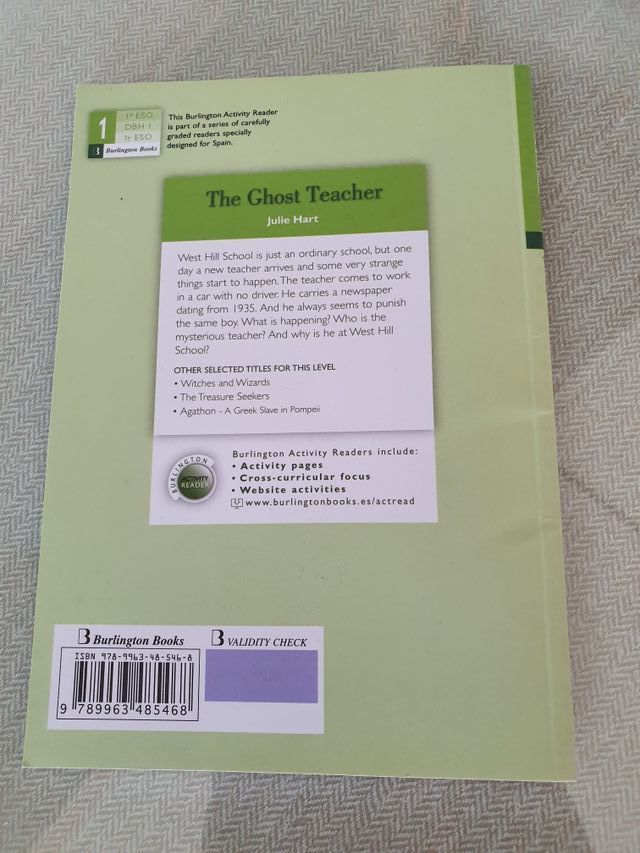 1
1º ESO
DBH 1
1r ESO
B Burlington Books
This Burlington Activity Reader
is part of a series of carefully
graded readers specially
designed for Spain.
The Ghost Teacher
Julie Hart
West Hill School is just an ordinary school, but one
day a new teacher arrives and some very strange
things start to happen. The teacher comes to work
in a car with no driver. He carries a newspaper
dating from 1935. And he always seems to punish
the same boy. What is happening? Who is the
mysterious teacher? And why is he at West Hill
School?
OTHER SELECTED TITLES FOR THIS LEVEL
• Witches and Wizards
• The Treasure Seekers
• Agathon - A Greek Slave in Pompeii
BURLINGTON
ACTIVITY
READER
Burlington Activity Readers include:
• Activity pages
• Cross-curricular focus
• Website activities
www.burlingtonbooks.es/actread
B Burlington Books
ISBN 978-9963-48-546-8
9 789963 485468
B VALIDITY CHECK